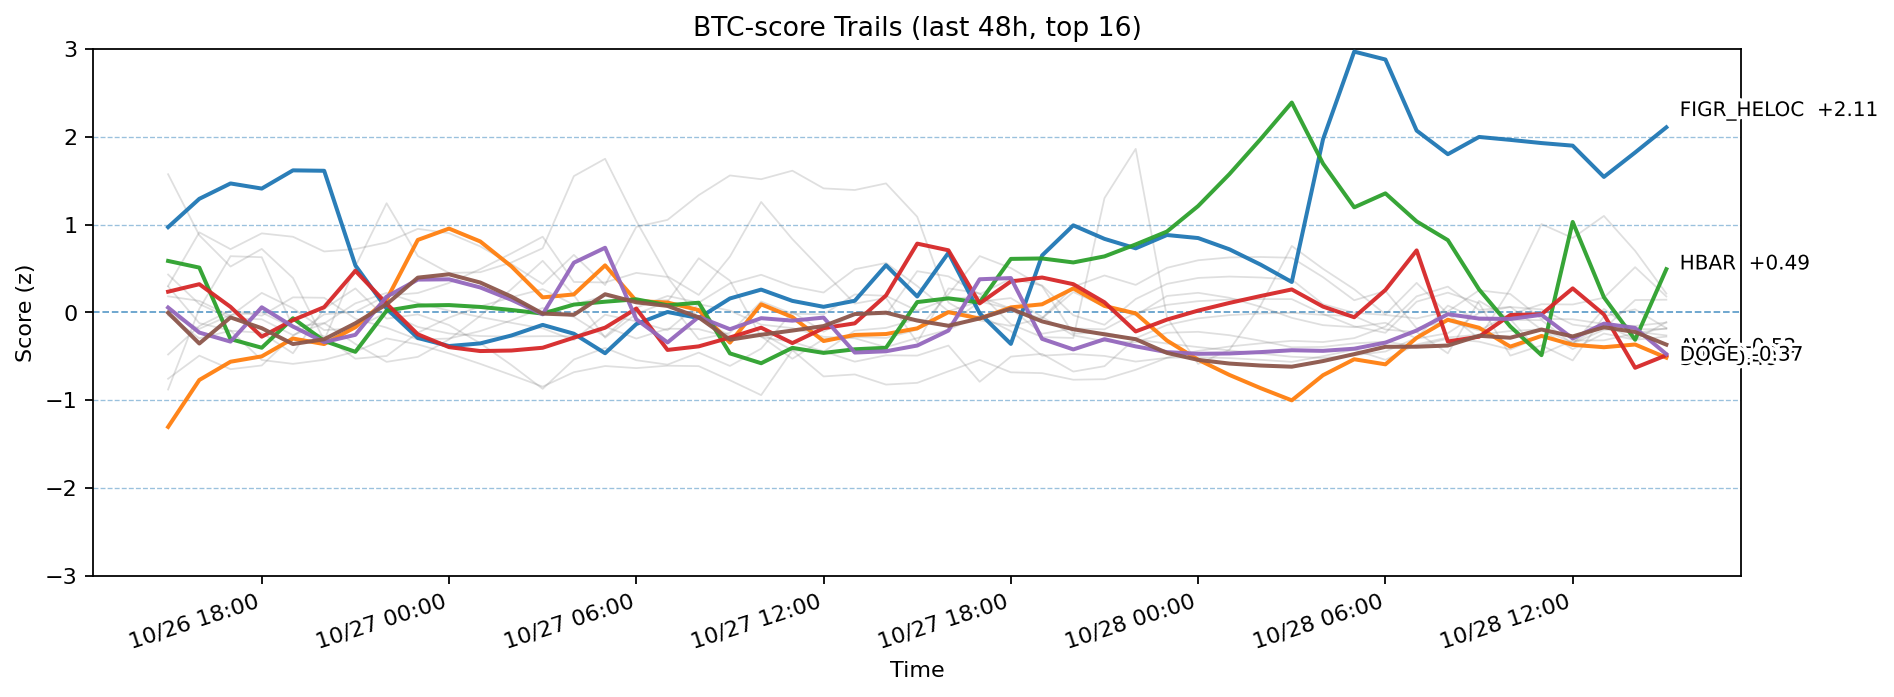 BTC-score Trails (last 48h, top 16)
Score (z)
3
2
1
0
−1
−2
−3
FIGR_HELOC +2.11
HBAR +0.49
AVAX
DOGE -0.37
10/26 18:00
10/27 00:00
10/27 06:00
10/27 12:00
10/27 18:00
10/28 00:00
10/28 06:00
10/28 12:00
Time